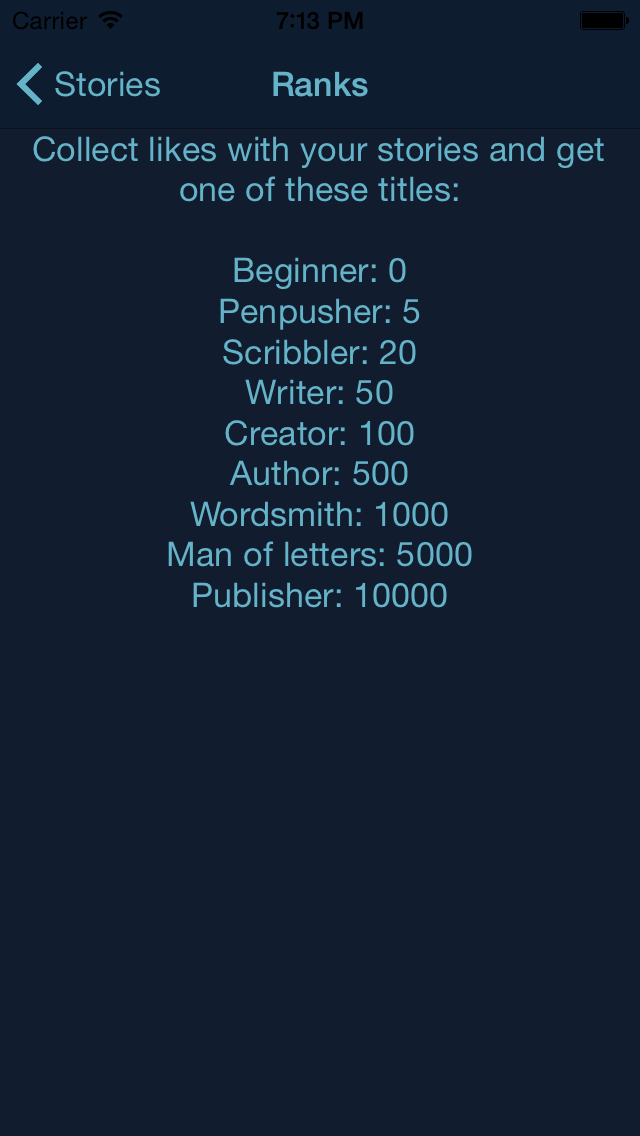 Carrier 7:13 PM
Stories Ranks
Collect likes with your stories and get
one of these titles:
Beginner: 0
Penpusher: 5
Scribbler: 20
Writer: 50
Creator: 100
Author: 500
Wordsmith: 1000
Man of letters: 5000
Publisher: 10000